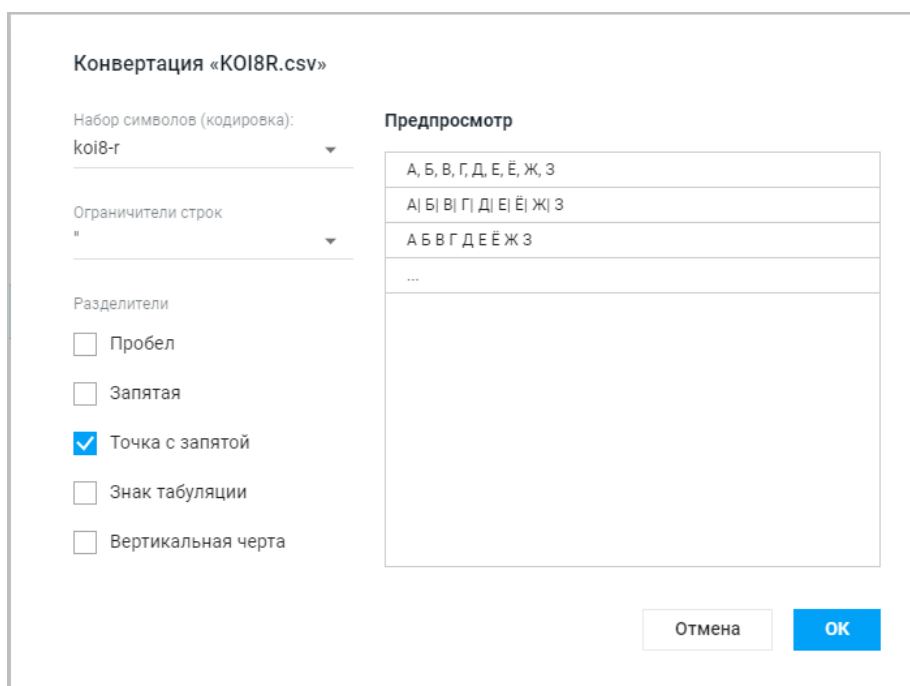 Конвертация «KOI8R.csv»
Набор символов (кодировка):
koi8-r
Ограничители строк
"
Разделители
Пробел
Запятая
Точка с запятой
Знак табуляции
Вертикальная черта
Предпросмотр
А, Б, В, Г, Д, Е, Ё, Ж, З
А| Б| В| Г| Д| Е| Ё| Ж| З
А Б В Г Д Е Ё Ж З
...
Отмена
ОК